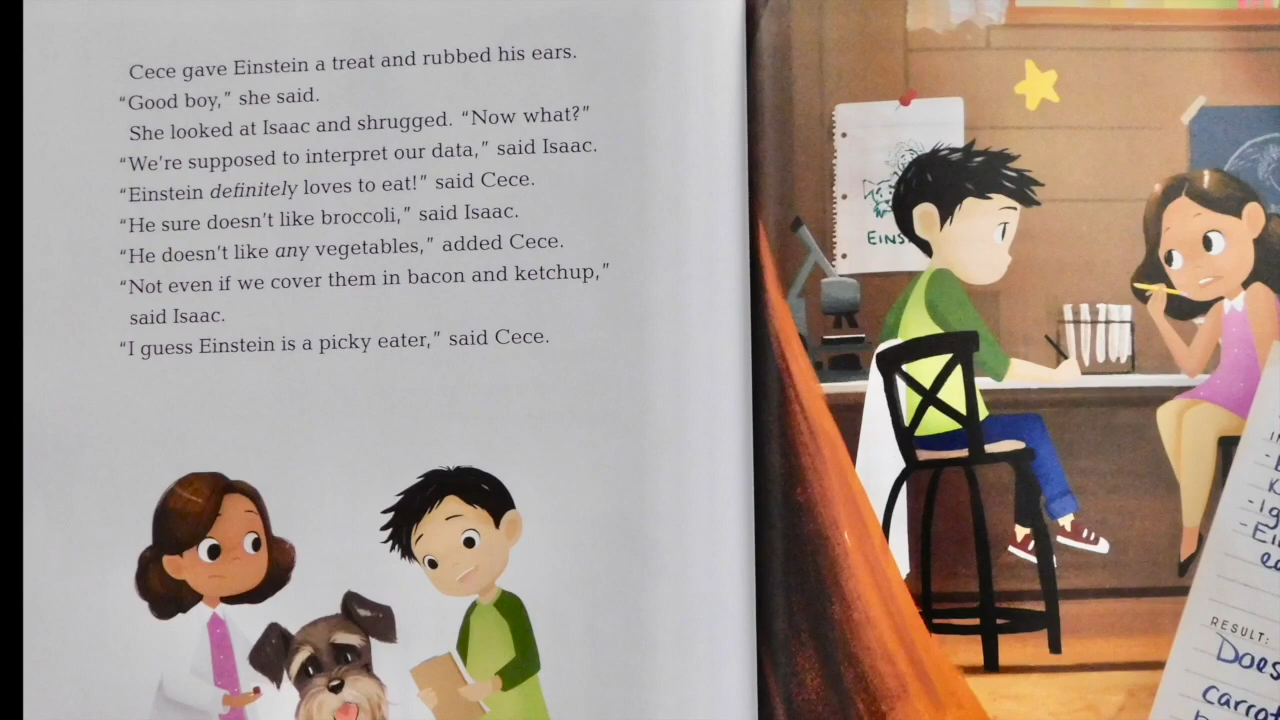 Cece gave Einstein a treat and rubbed his ears.
“Good boy,” she said.
She looked at Isaac and shrugged. “Now what?”
“We’re supposed to interpret our data,” said Isaac.
“Einstein definitely loves to eat!” said Cece.
“He sure doesn’t like broccoli,” said Isaac.
“He doesn’t like any vegetables,” added Cece.
“Not even if we cover them in bacon and ketchup,”
said Isaac.
“I guess Einstein is a picky eater,” said Cece.
EINS
RESULT:
Does